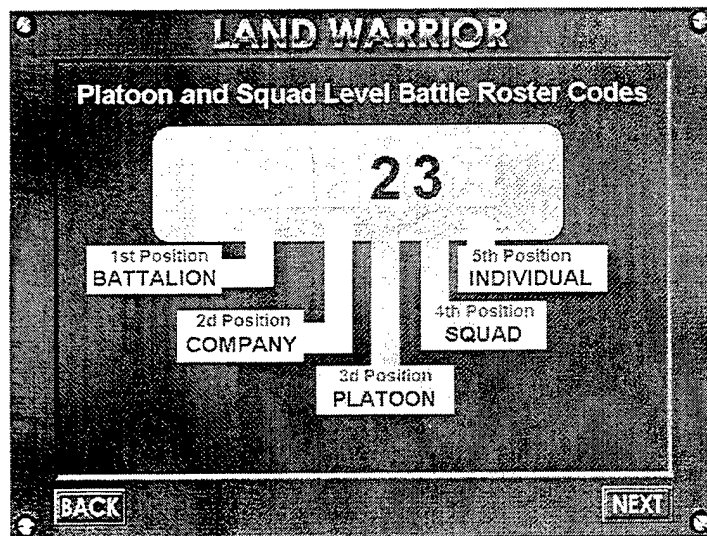 LAND WARRIOR
Platoon and Squad Level Battle Roster Codes
23
1st Position
BATTALION
5th Position
INDIVIDUAL
2d Position
COMPANY
4th Position
SQUAD
3d Position
PLATOON
BACK
NEXT